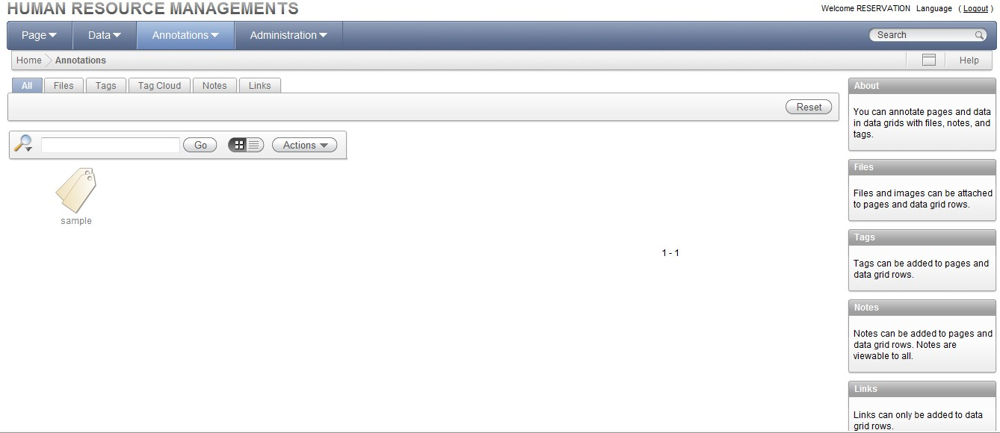 HUMAN RESOURCE MANAGEMENTS
Welcome RESERVATION Language ( Logout )
Page Data Annotations Administration Search
Home Annotations Help
All Files Tags Tag Cloud Notes Links
Reset
Go Actions
sample
1 - 1
About
You can annotate pages and data
in data grids with files, notes, and
tags.
Files
Files and images can be attached
to pages and data grid rows.
Tags
Tags can be added to pages and
data grid rows.
Notes
Notes can be added to pages and
data grid rows. Notes are
viewable to all.
Links
Links can only be added to data
grid rows.